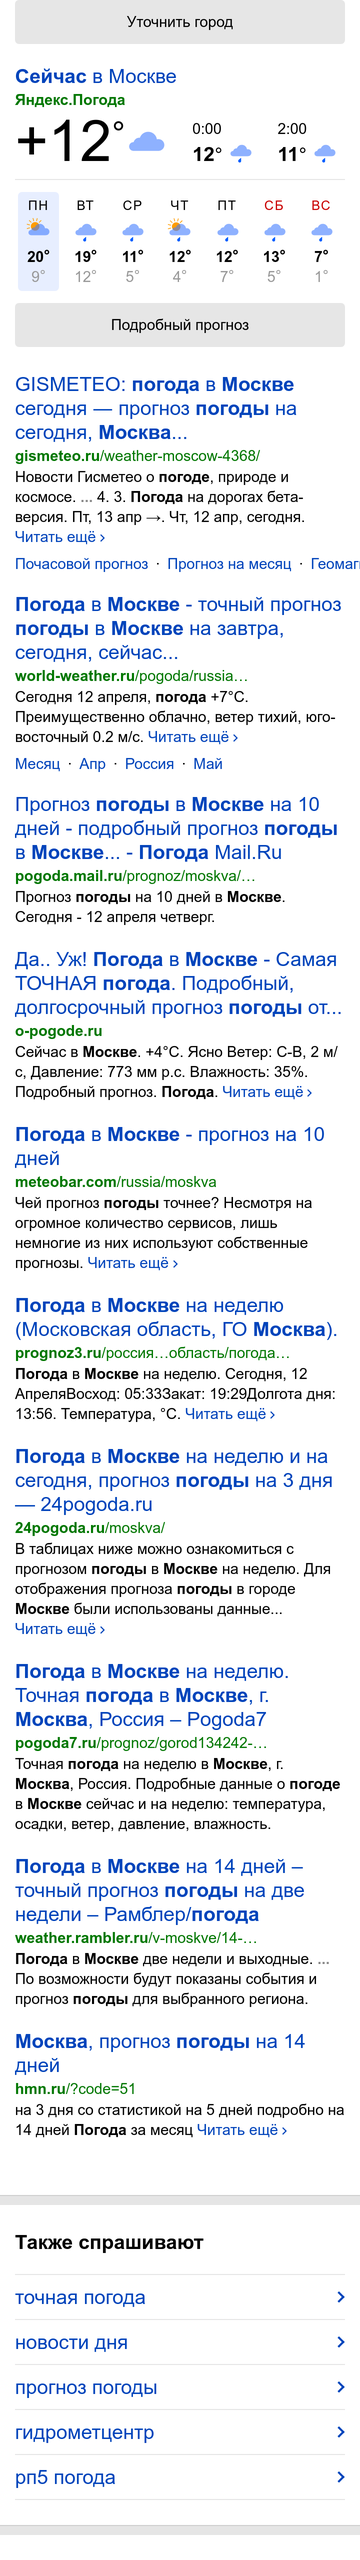 Уточнить город
Сейчас в Москве
Яндекс.Погода
+12° 0:00 2:00
12° 11°
ПН ВТ СР ЧТ ПТ СБ ВС
20° 19° 11° 12° 12° 13° 7°
9° 12° 5° 4° 7° 5° 1°
Подробный прогноз
GISMETEO: погода в Москве
сегодня — прогноз погоды на
сегодня, Москва...
gismeteo.ru/weather-moscow-4368/
Новости Гисметео о погоде, природе и
космосе. ... 4. 3. Погода на дорогах бета-
версия. Пт, 13 апр →. Чт, 12 апр, сегодня.
Читать ещё ›
Почасовой прогноз · Прогноз на месяц · Геомаг
Погода в Москве - точный прогноз
погоды в Москве на завтра,
сегодня, сейчас...
world-weather.ru/pogoda/russia…
Сегодня 12 апреля, погода +7°C.
Преимущественно облачно, ветер тихий, юго-
восточный 0.2 м/с. Читать ещё ›
Месяц · Апр · Россия · Май
Прогноз погоды в Москве на 10
дней - подробный прогноз погоды
в Москве... - Погода Mail.Ru
pogoda.mail.ru/prognoz/moskva/…
Прогноз погоды на 10 дней в Москве.
Сегодня - 12 апреля четверг.
Да.. Уж! Погода в Москве - Самая
ТОЧНАЯ погода. Подробный,
долгосрочный прогноз погоды от...
o-pogode.ru
Сейчас в Москве. +4°C. Ясно Ветер: С-В, 2 м/
с, Давление: 773 мм р.с. Влажность: 35%.
Подробный прогноз. Погода. Читать ещё ›
Погода в Москве - прогноз на 10
дней
meteobar.com/russia/moskva
Чей прогноз погоды точнее? Несмотря на
огромное количество сервисов, лишь
немногие из них используют собственные
прогнозы. Читать ещё ›
Погода в Москве на неделю
(Московская область, ГО Москва).
prognoz3.ru/россия…область/погода…
Погода в Москве на неделю. Сегодня, 12
АпреляВосход: 05:33Закат: 19:29Долгота дня:
13:56. Температура, °C. Читать ещё ›
Погода в Москве на неделю и на
сегодня, прогноз погоды на 3 дня
— 24pogoda.ru
24pogoda.ru/moskva/
В таблицах ниже можно ознакомиться с
прогнозом погоды в Москве на неделю. Для
отображения прогноза погоды в городе
Москве были использованы данные...
Читать ещё ›
Погода в Москве на неделю.
Точная погода в Москве, г.
Москва, Россия – Pogoda7
pogoda7.ru/prognoz/gorod134242-…
Точная погода на неделю в Москве, г.
Москва, Россия. Подробные данные о погоде
в Москве сейчас и на неделю: температура,
осадки, ветер, давление, влажность.
Погода в Москве на 14 дней –
точный прогноз погоды на две
недели – Рамблер/погода
weather.rambler.ru/v-moskve/14-…
Погода в Москве две недели и выходные. ...
По возможности будут показаны события и
прогноз погоды для выбранного региона.
Москва, прогноз погоды на 14
дней
hmn.ru/?code=51
на 3 дня со статистикой на 5 дней подробно на
14 дней Погода за месяц Читать ещё ›
Также спрашивают
точная погода
новости дня
прогноз погоды
гидрометцентр
рп5 погода